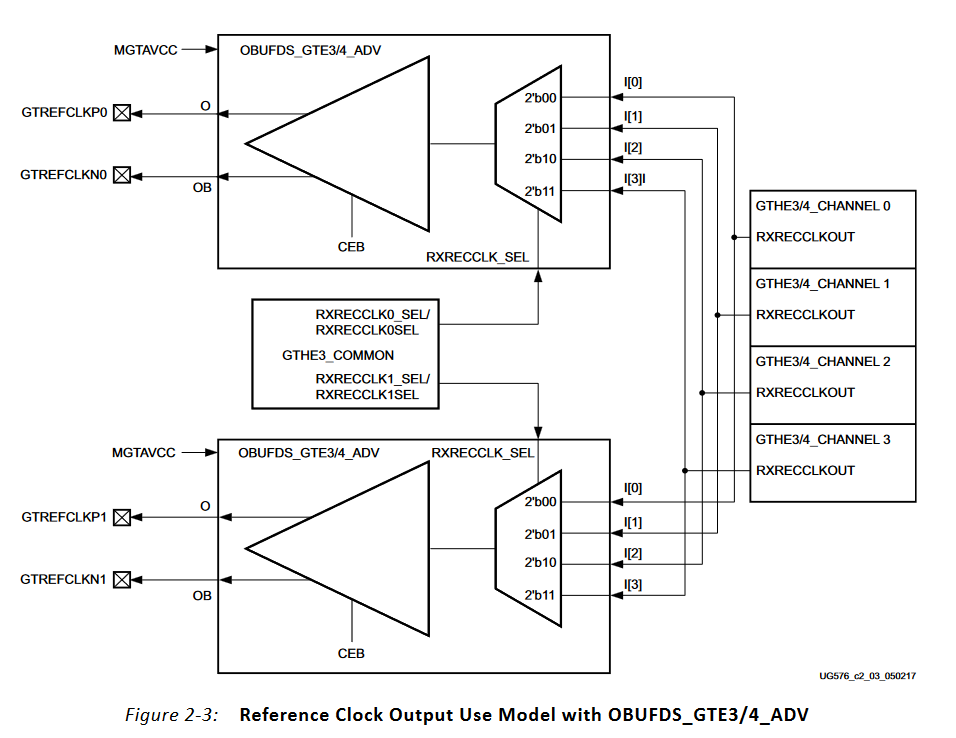 MGTAVCC
OBUFDS_GTE3/4_ADV
GTREFCLKP0
O
GTREFCLKN0
OB
CEB
2'b00
2'b01
2'b10
2'b11
RXRECCLK_SEL
I[0]
I[1]
I[2]
I[3]I
GTHE3/4_CHANNEL 0
RXRECCLKOUT
GTHE3/4_CHANNEL 1
RXRECCLKOUT
GTHE3/4_CHANNEL 2
RXRECCLKOUT
GTHE3/4_CHANNEL 3
RXRECCLKOUT
RXRECCLK0_SEL/
RXRECCLK0SEL
GTHE3_COMMON
RXRECCLK1_SEL/
RXRECCLK1SEL
MGTAVCC
OBUFDS_GTE3/4_ADV
RXRECCLK_SEL
GTREFCLKP1
O
GTREFCLKN1
OB
CEB
2'b00
2'b01
2'b10
2'b11
I[0]
I[1]
I[2]
I[3]
UG576_c2_03_050217
Figure 2-3: Reference Clock Output Use Model with OBUFDS_GTE3/4_ADV